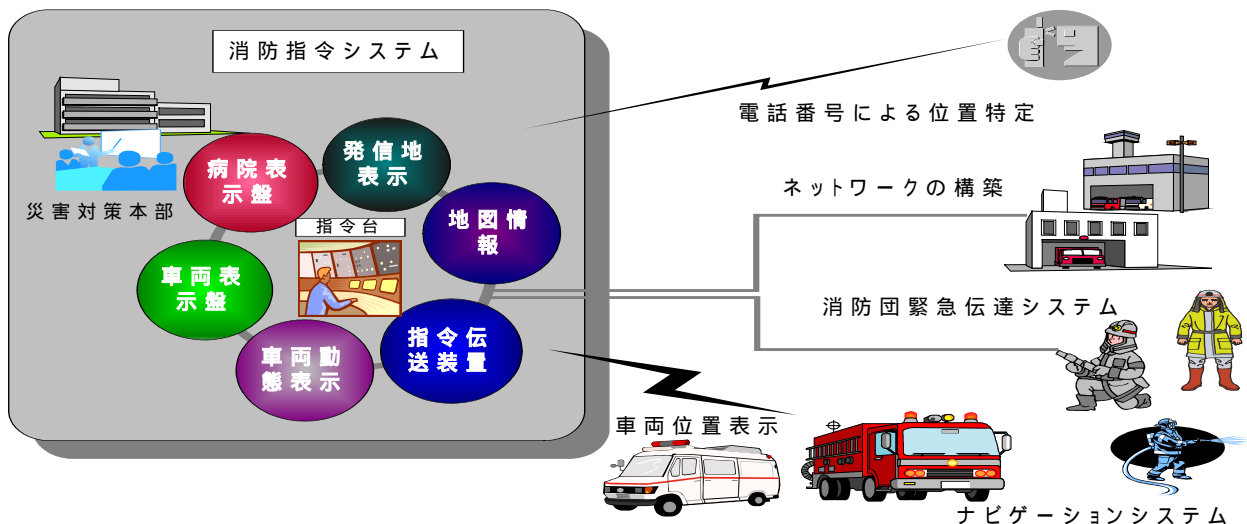 消防指令システム
災害対策本部
病院表
示盤
発信地
表示
地図情
報
指令台
車両表
示盤
車両動
態表示
指令伝
送装置
電話番号による位置特定
ネットワークの構築
消防団緊急伝達システム
車両位置表示
ナビゲーションシステム